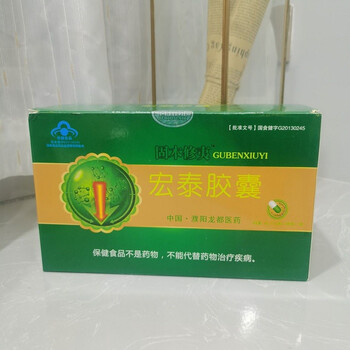 【批准文号】国食健字G20130245
固本修夷
GUBENXIUYI
宏泰胶囊
中国·濮阳龙都医药
保健食品不是药物，不能代替药物治疗疾病。